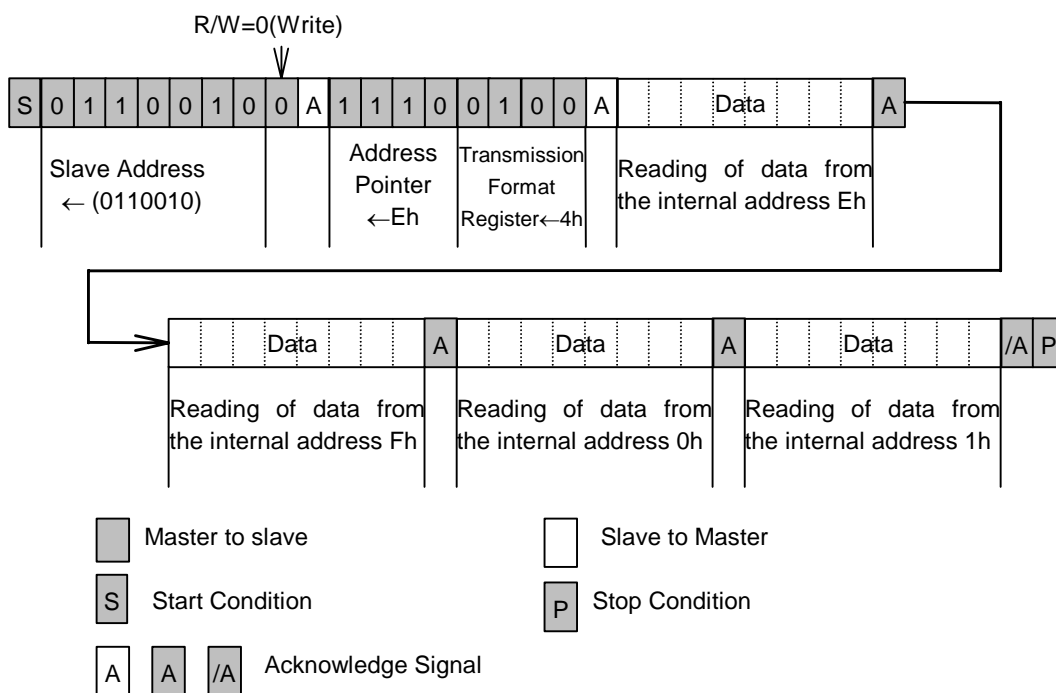 R/W=0(Write)
S 0 1 1 0 0 1 0 0 A 1 1 1 0 0 1 0 0 A Data A
Slave Address
← (0110010)
Address
Pointer
←Eh
Transmission
Format
Register←4h
Reading of data from
the internal address Eh
Data A Data A Data /A P
Reading of data from
the internal address Fh
Reading of data from
the internal address 0h
Reading of data from
the internal address 1h
Master to slave
Slave to Master
S Start Condition
P Stop Condition
A A /A Acknowledge Signal